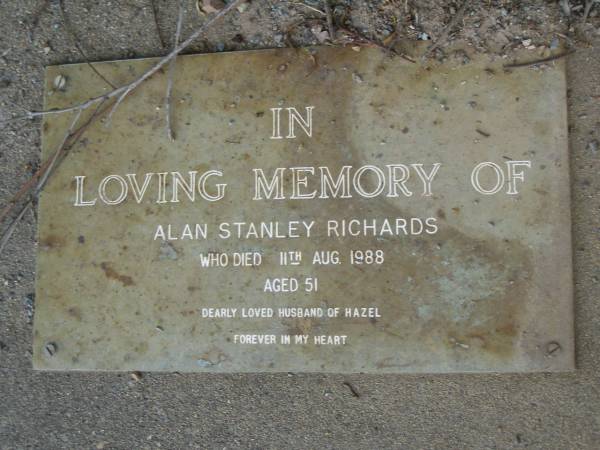 IN
LOVING MEMORY OF
ALAN STANLEY RICHARDS
WHO DIED 11TH AUG. 1988
AGED 51
DEARLY LOVED HUSBAND OF HAZEL
FOREVER IN MY HEART